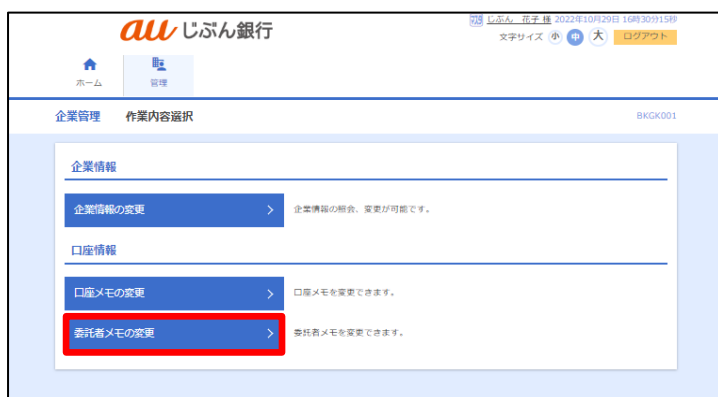 au じぶん銀行
じぶん 花子 様 2022年10月29日 16時30分15秒
文字サイズ 小 中 大 ログアウト
ホーム
管理
企業管理 作業内容選択 BKGK001
企業情報
企業情報の変更 企業情報の照会、変更が可能です。
口座情報
口座メモの変更 口座メモを変更できます。
委託者メモの変更 委託者メモを変更できます。